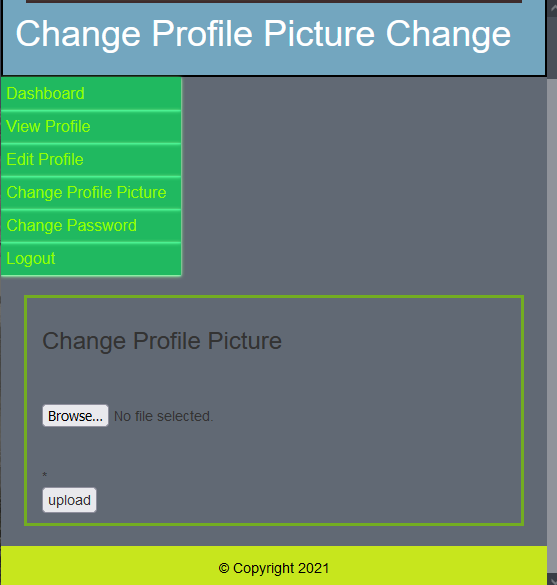 Change Profile Picture Change
Dashboard
View Profile
Edit Profile
Change Profile Picture
Change Password
Logout
Change Profile Picture
Browse... No file selected.
*
upload
© Copyright 2021